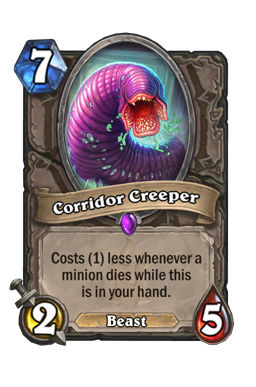 7
Corridor Creeper
Costs (1) less whenever a
minion dies while this
is in your hand.
2
Beast
5